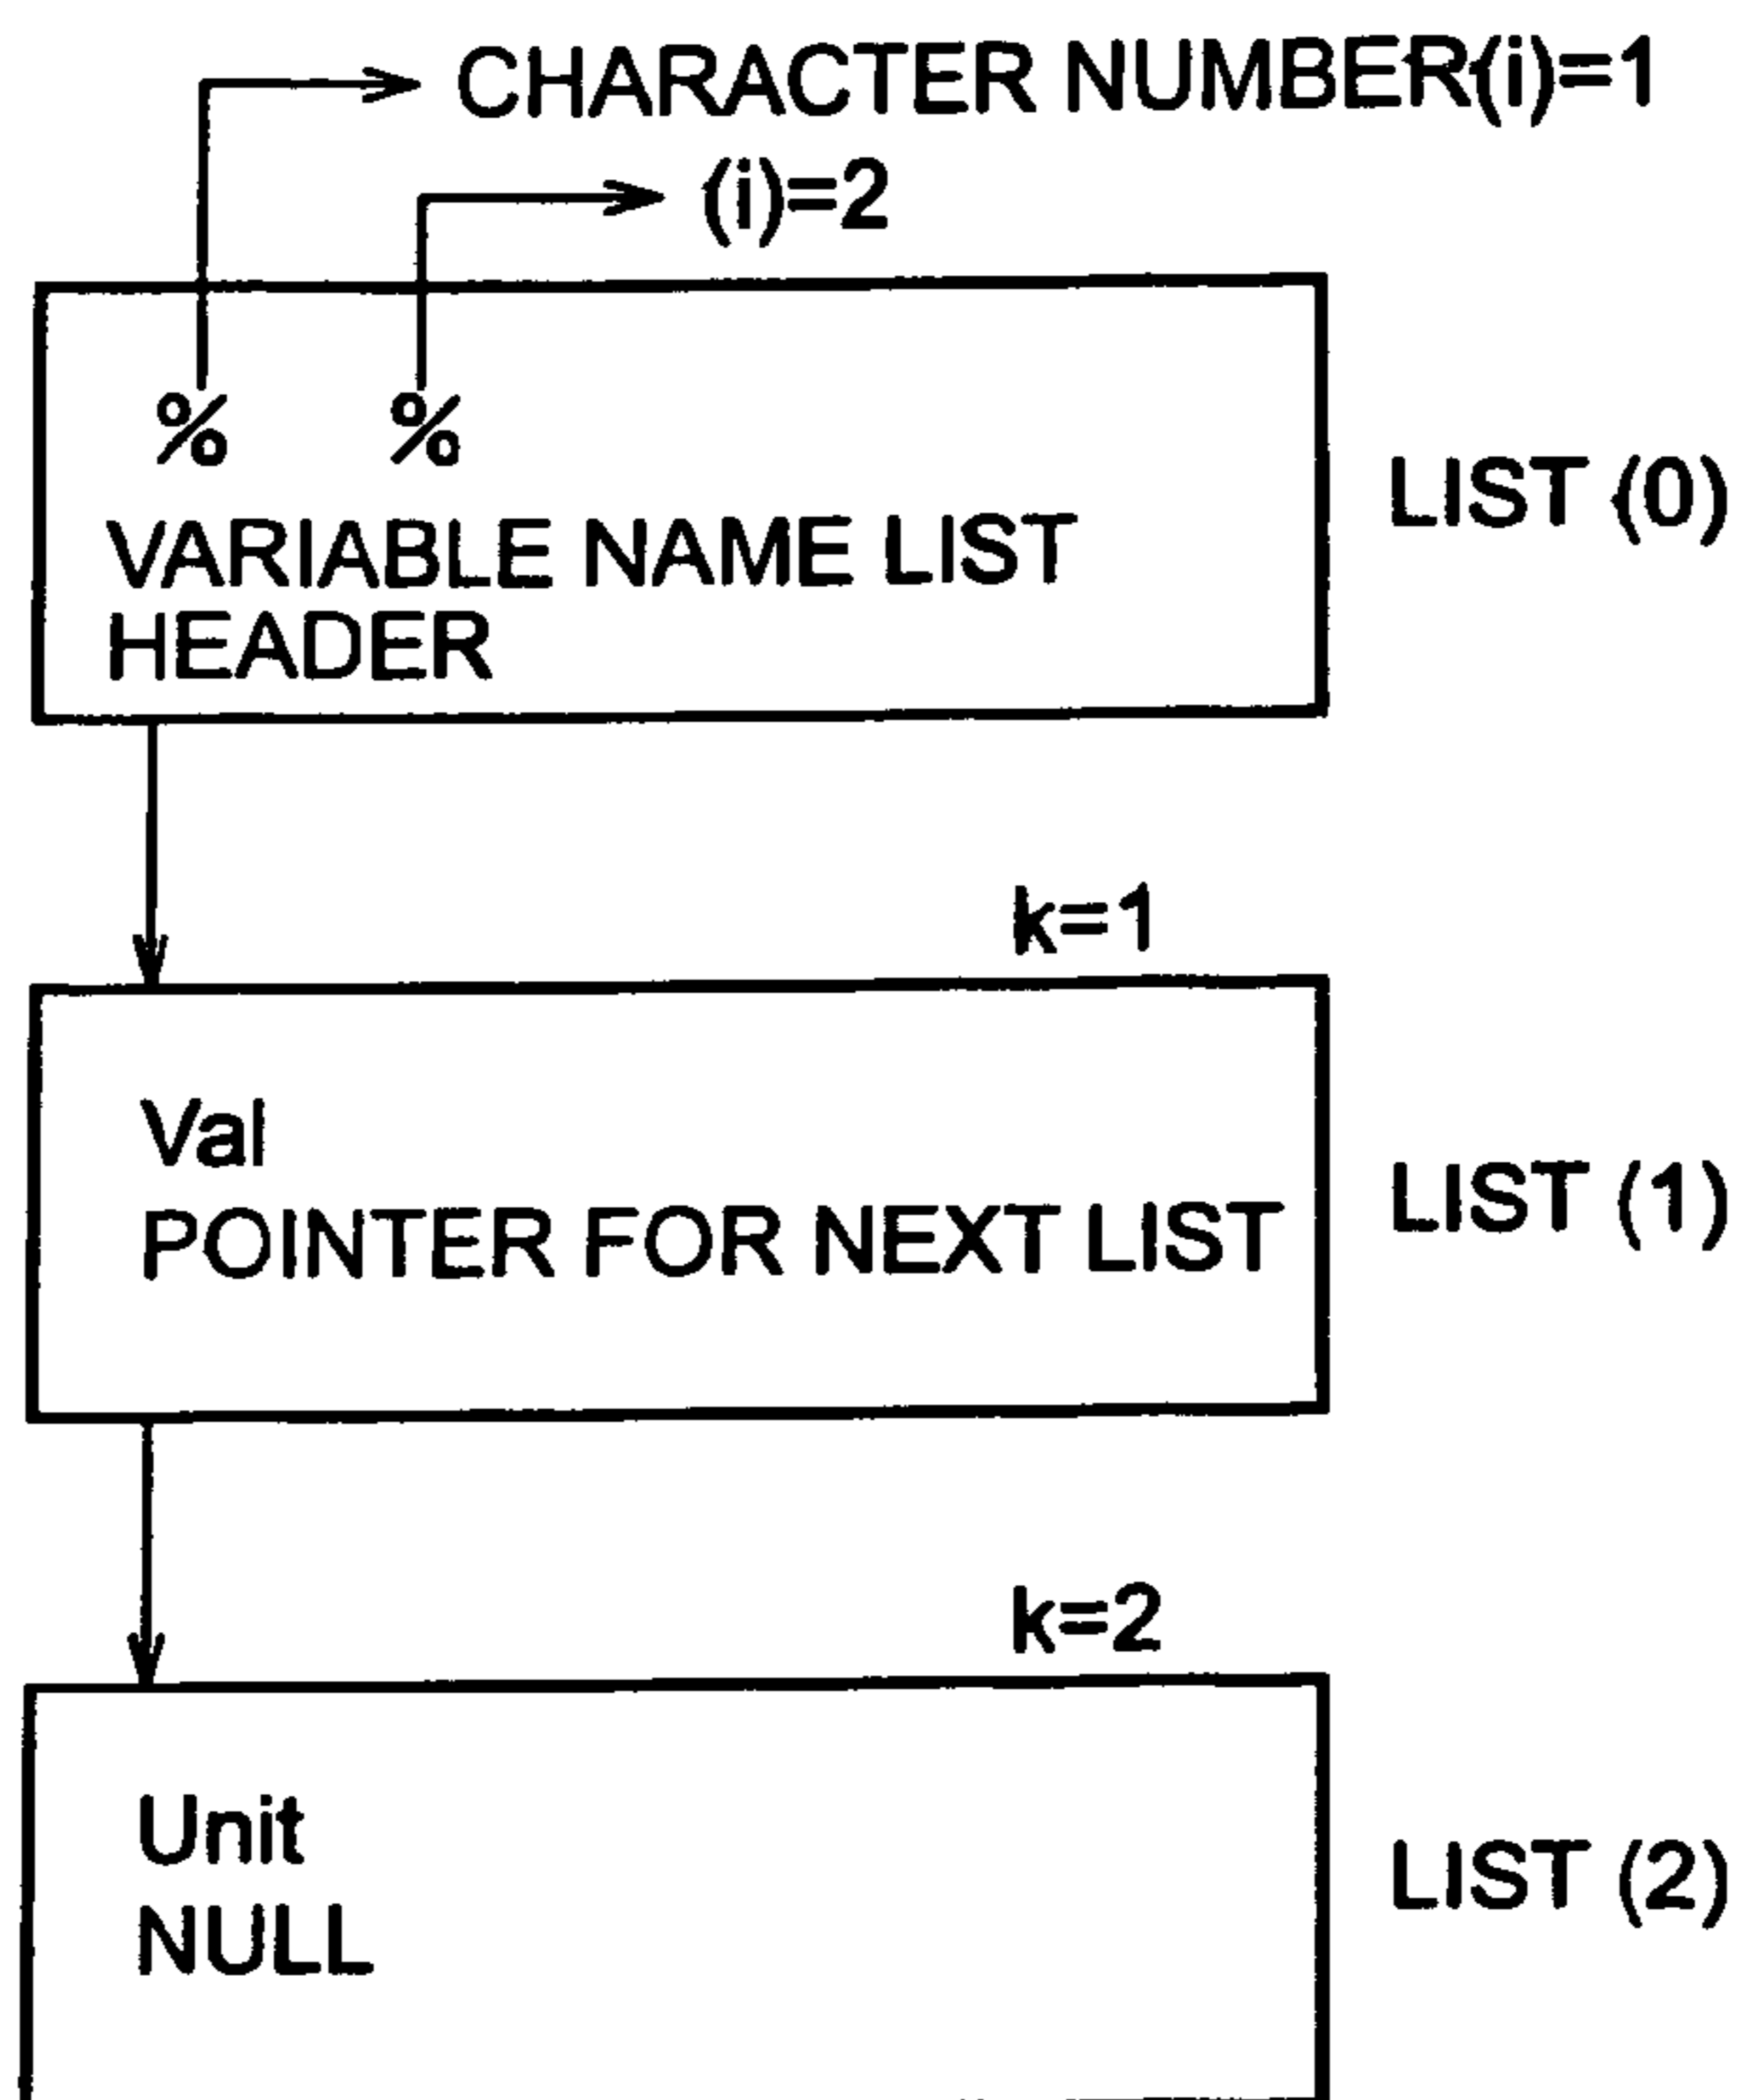 CHARACTER NUMBER(i)=1
(i)=2
% %
VARIABLE NAME LIST
HEADER
LIST (0)
k=1
Val
POINTER FOR NEXT LIST
LIST (1)
k=2
Unit
NULL
LIST (2)